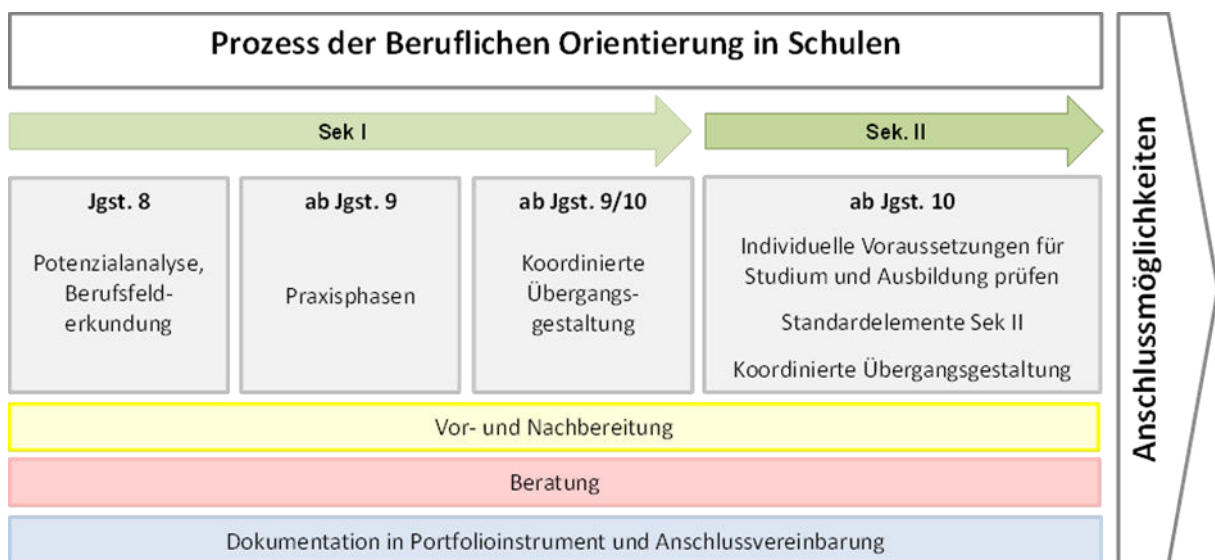 Prozess der Beruflichen Orientierung in Schulen
Sek I
Sek. II
Jgst. 8
Potenzialanalyse,
Berufsfeld-
erkundung
ab Jgst. 9
Praxisphasen
ab Jgst. 9/10
Koordinierte
Übergangs-
gestaltung
ab Jgst. 10
Individuelle Voraussetzungen für
Studium und Ausbildung prüfen
Standardelemente Sek II
Koordinierte Übergangsgestaltung
Vor- und Nachbereitung
Beratung
Dokumentation in Portfolioinstrument und Anschlussvereinbarung
Anschlussmöglichkeiten